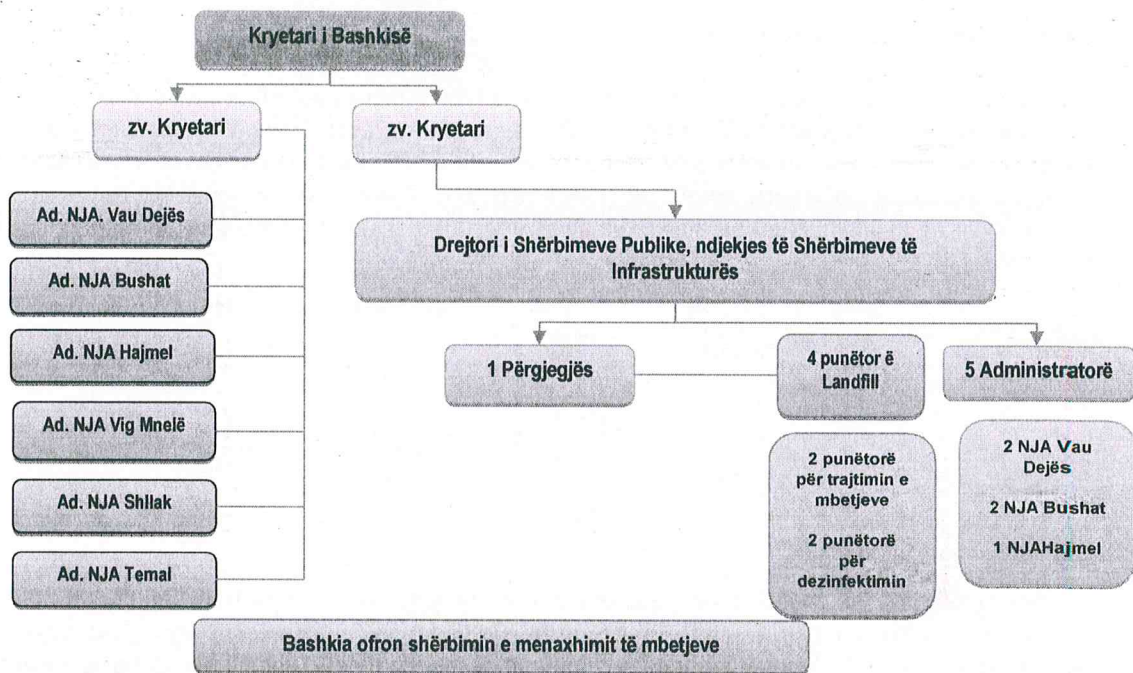 Kryetari i Bashkisë
zv. Kryetari
zv. Kryetari
Ad. NJA. Vau Dejës
Ad. NJA Bushat
Ad. NJA Hajmel
Ad. NJA Vig Mnelë
Ad. NJA Shllak
Ad. NJA Temal
Drejtori i Shërbimeve Publike, ndjekjes të Shërbimeve të
Infrastrukturës
1 Përgjegjës
4 punëtor ë
Landfill
5 Administratorë
2 punëtorë
për trajtimin e
mbetjeve
2 punëtorë
për
dezinfektimin
2 NJA Vau
Dejës
2 NJA Bushat
1 NJAHajmel
Bashkia ofron shërbimin e menaxhimit të mbetjeve